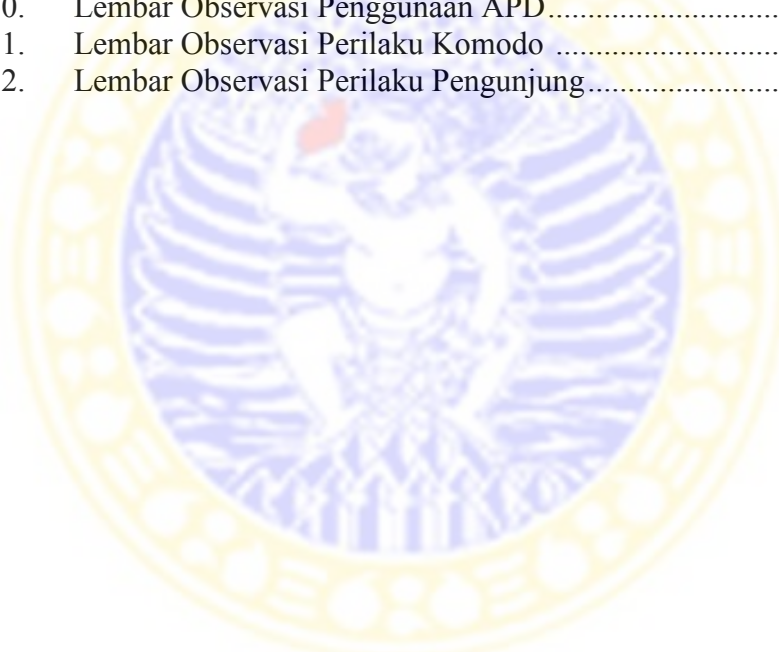 0. Lembar Observasi Penggunaan APD..............................
1. Lembar Observasi Perilaku Komodo .............................
2. Lembar Observasi Perilaku Pengunjung.........................